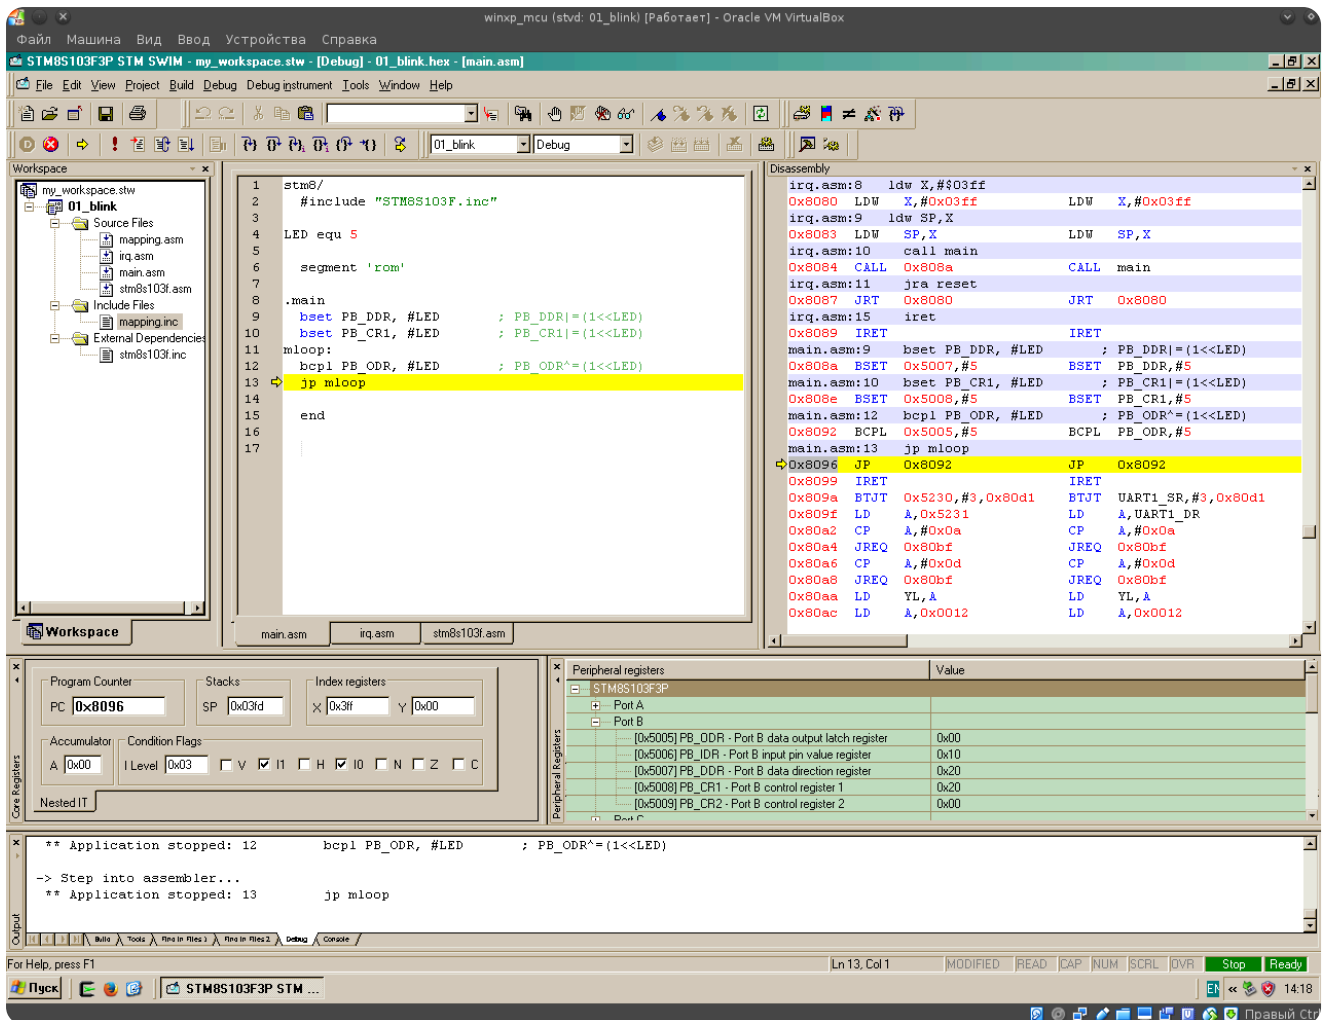 winxp_mcu (stvd: 01_blink) [Работает] - Oracle VM VirtualBox
Файл Машина Вид Ввод Устройства Справка
STM8S103F3P STM SWIM - my_workspace.stw - [Debug] - 01_blink.hex - [main.asm]
File Edit View Project Build Debug Debug instrument Tools Window Help
01_blink Debug
Workspace
my_workspace.stw
01_blink
Source Files
mapping.asm
irq.asm
main.asm
stm8s103f.asm
Include Files
mapping.inc
External Dependencies
stm8s103f.inc
Workspace
1 stm8/
2 #include "STM8S103F.inc"
3
4 LED equ 5
5
6 segment 'rom'
7
8 .main
9 bset PB_DDR, #LED ; PB_DDR|=(1<<LED)
10 bset PB_CR1, #LED ; PB_CR1|=(1<<LED)
11 mloop:
12 bcpl PB_ODR, #LED ; PB_ODR^=(1<<LED)
13 jp mloop
14
15 end
16
17
main.asm irq.asm stm8s103f.asm
Disassembly
irq.asm:8 ldw X,#$03ff
0x8080 LDW X,#0x03ff LDW X,#0x03ff
irq.asm:9 ldw SP,X
0x8083 LDW SP,X LDW SP,X
irq.asm:10 call main
0x8084 CALL 0x808a CALL main
irq.asm:11 jra reset
0x8087 JRT 0x8080 JRT 0x8080
irq.asm:15 iret
0x8089 IRET IRET
main.asm:9 bset PB_DDR, #LED ; PB_DDR|=(1<<LED)
0x808a BSET 0x5007,#5 BSET PB_DDR,#5
main.asm:10 bset PB_CR1, #LED ; PB_CR1|=(1<<LED)
0x808e BSET 0x5008,#5 BSET PB_CR1,#5
main.asm:12 bcpl PB_ODR, #LED ; PB_ODR^=(1<<LED)
0x8092 BCPL 0x5005,#5 BCPL PB_ODR,#5
main.asm:13 jp mloop
0x8096 JP 0x8092 JP 0x8092
0x8099 IRET IRET
0x809a BTJT 0x5230,#3,0x80d1 BTJT UART1_SR,#3,0x80d1
0x809f LD A,0x5231 LD A,UART1_DR
0x80a2 CP A,#0x0a CP A,#0x0a
0x80a4 JREQ 0x80bf JREQ 0x80bf
0x80a6 CP A,#0x0d CP A,#0x0d
0x80a8 JREQ 0x80bf JREQ 0x80bf
0x80aa LD YL,A LD YL,A
0x80ac LD A,0x0012 LD A,0x0012
Core Registers
Program Counter Stacks Index registers
PC 0x8096 SP 0x03fd X 0x3ff Y 0x00
Accumulator Condition Flags
A 0x00 I Level 0x03 V I1 H I0 N Z C
Nested IT
Peripheral Registers
Peripheral registers Value
STM8S103F3P
Port A
Port B
[0x5005] PB_ODR - Port B data output latch register 0x00
[0x5006] PB_IDR - Port B input pin value register 0x10
[0x5007] PB_DDR - Port B data direction register 0x20
[0x5008] PB_CR1 - Port B control register 1 0x20
[0x5009] PB_CR2 - Port B control register 2 0x00
Port C
Output
** Application stopped: 12 bcpl PB_ODR, #LED ; PB_ODR^=(1<<LED)
-> Step into assembler...
** Application stopped: 13 jp mloop
Build Tools Find in Files 1 Find in Files 2 Debug Console
For Help, press F1 Ln 13, Col 1 MODIFIED READ CAP NUM SCRL OVR Stop Ready
Пуск STM8S103F3P STM ... EN « 14:18
Правый Ctrl